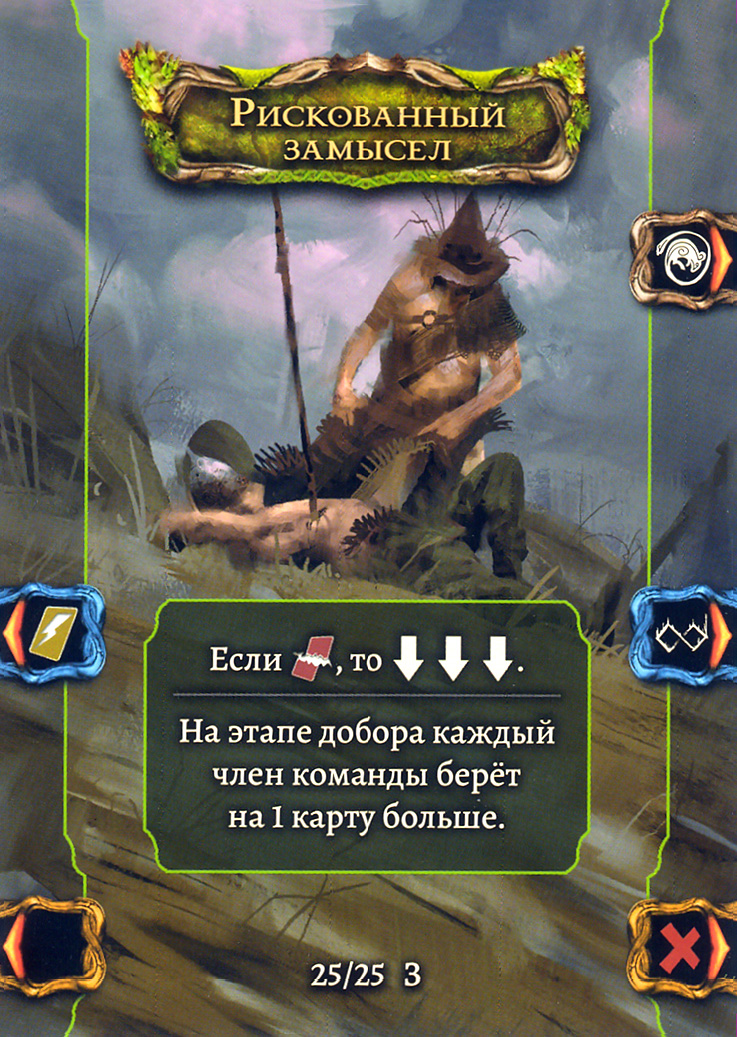 Рискованный
замысел
Если , то .
На этапе добора каждый
член команды берёт
на 1 карту больше.
25/25 3